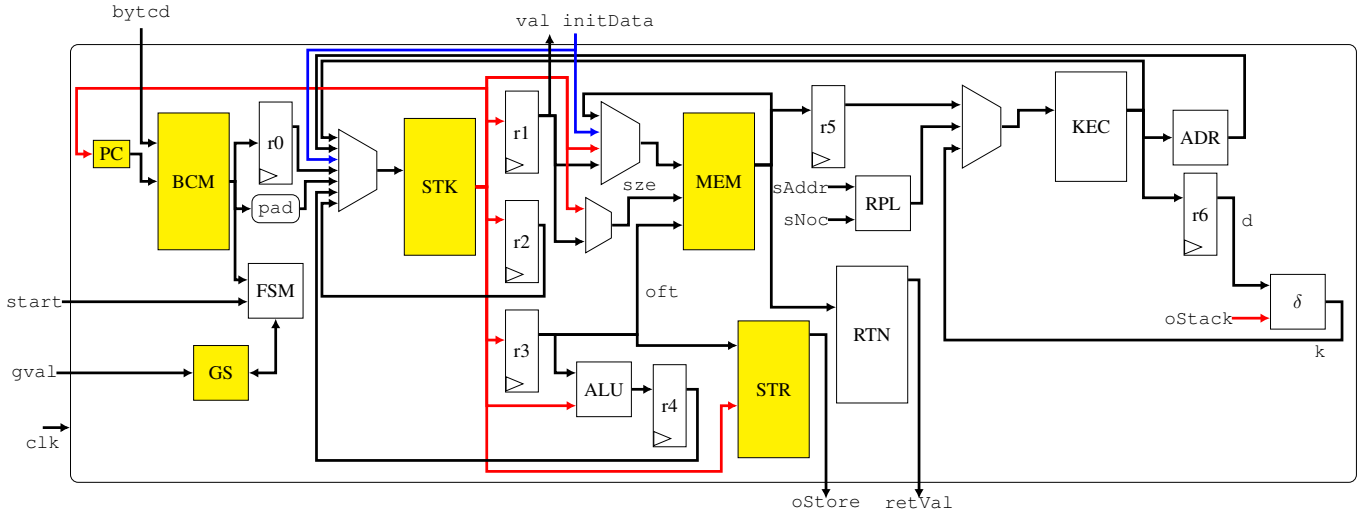 bytcd
val initData
PC
BCM
r0
pad
FSM
start
gval
GS
clk
STK
r1
r2
r3
ALU
r4
sze
oft
MEM
STR
oStore
r5
sAddr
sNoc
RPL
RTN
retVal
KEC
ADR
r6
d
oStack
δ
k